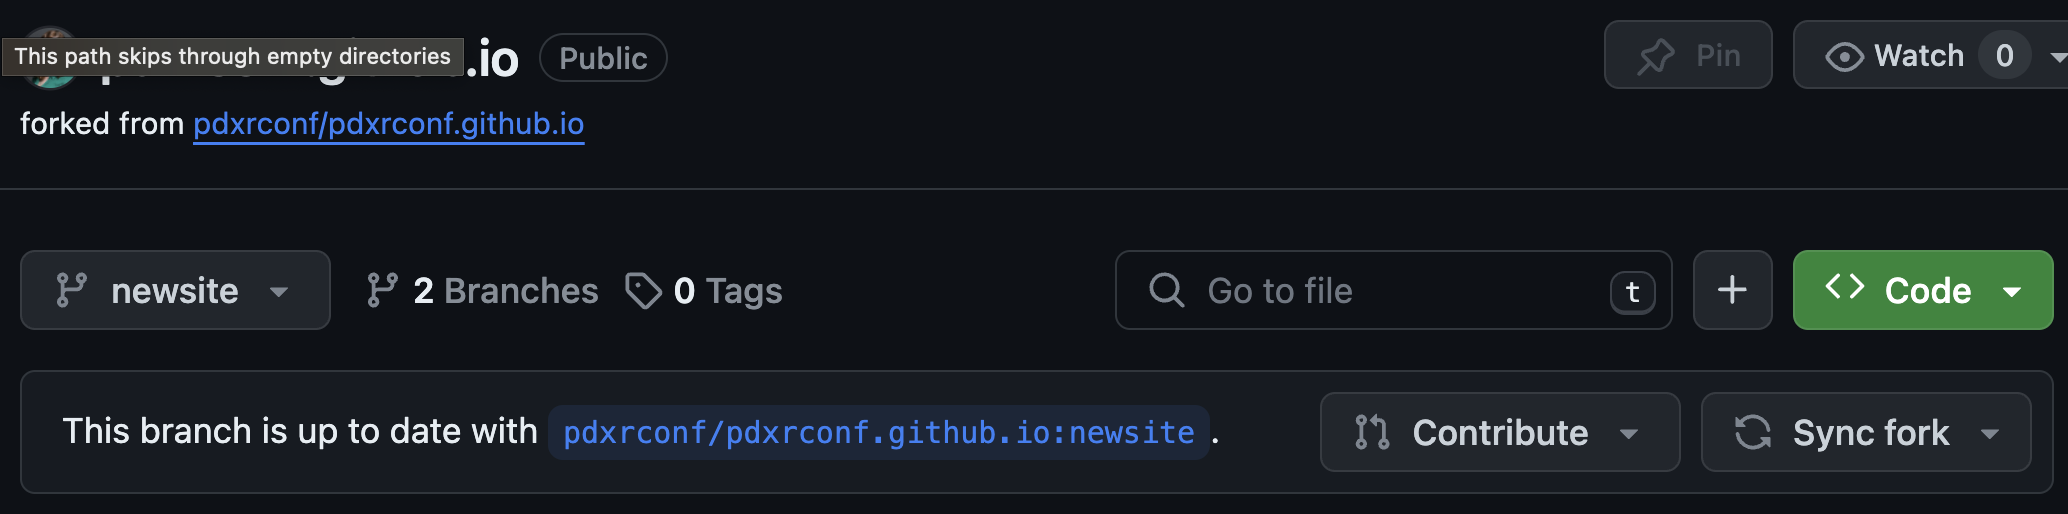 This path skips through empty directories
.io
Public
Pin
Watch 0
forked from pdxrconf/pdxrconf.github.io
newsite
2 Branches
0 Tags
Go to file
t
Code
This branch is up to date with pdxrconf/pdxrconf.github.io:newsite.
Contribute
Sync fork